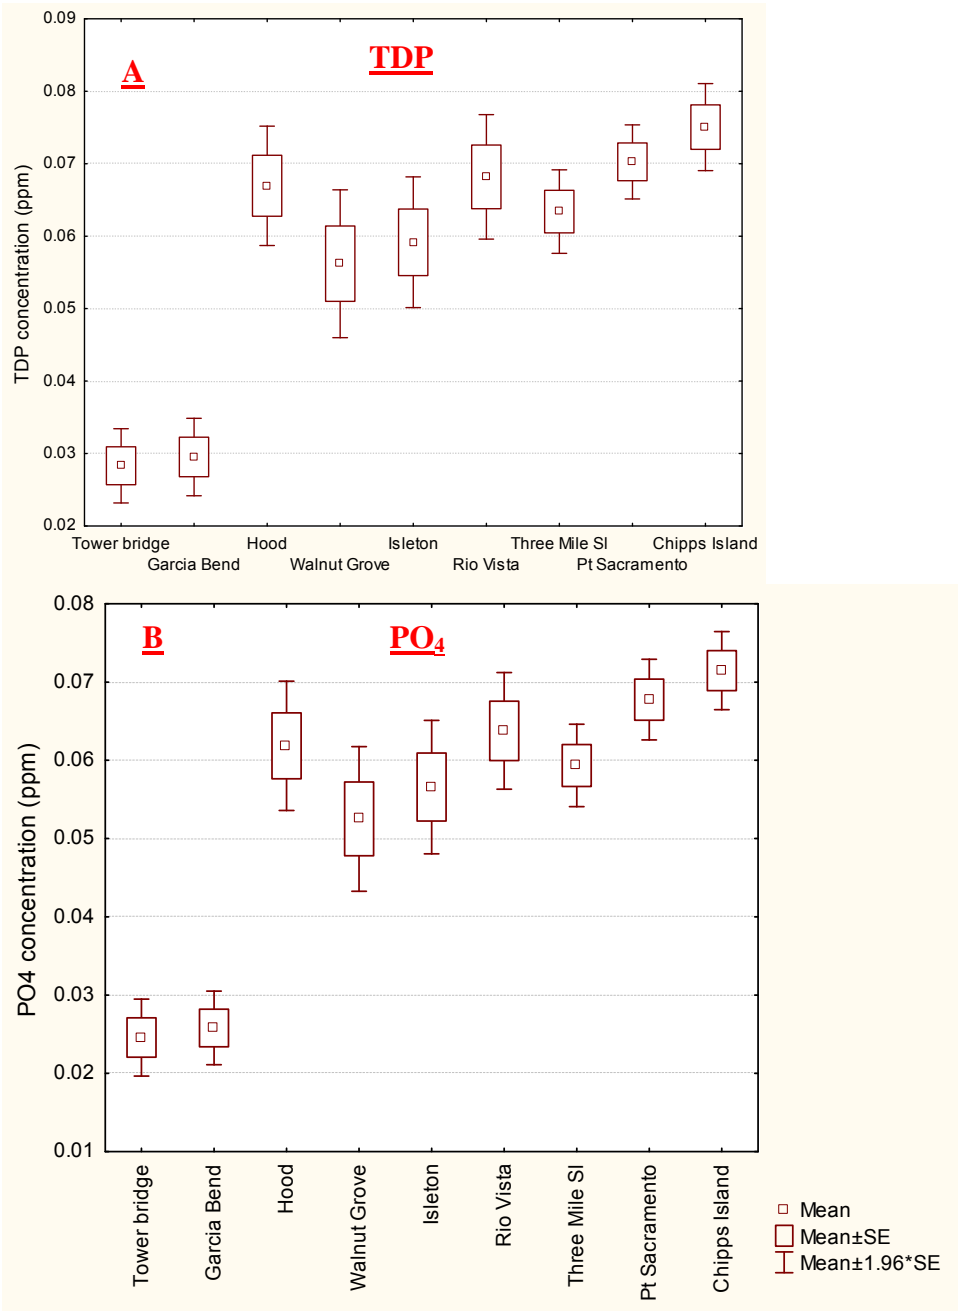 A
TDP
TDP concentration (ppm)
0.09
0.08
0.07
0.06
0.05
0.04
0.03
0.02
Tower bridge Hood Isleton Three Mile Sl Chipps Island
Garcia Bend Walnut Grove Rio Vista Pt Sacramento
B
PO4
PO4 concentration (ppm)
0.08
0.07
0.06
0.05
0.04
0.03
0.02
0.01
Tower bridge
Garcia Bend
Hood
Walnut Grove
Isleton
Rio Vista
Three Mile Sl
Pt Sacramento
Chipps Island
Mean
Mean±SE
Mean±1.96*SE